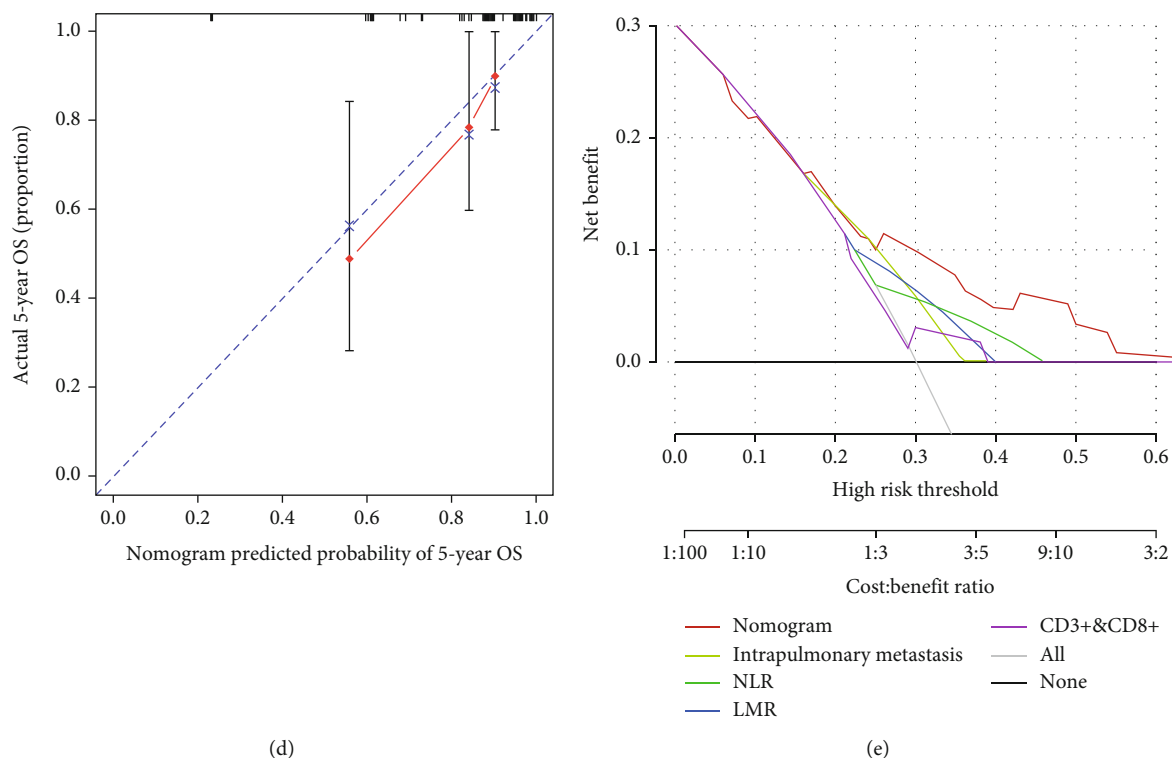 1.0
0.8
0.6
0.4
0.2
0.0
Actual 5-year OS (proportion)
0.0 0.2 0.4 0.6 0.8 1.0
Nomogram predicted probability of 5-year OS
(d)
0.3
0.2
0.1
0.0
Net benefit
0.0 0.1 0.2 0.3 0.4 0.5 0.6
High risk threshold
1:100 1:10 1:3 3:5 9:10 3:2
Cost:benefit ratio
Nomogram
Intrapulmonary metastasis
NLR
LMR
CD3+&CD8+
All
None
(e)